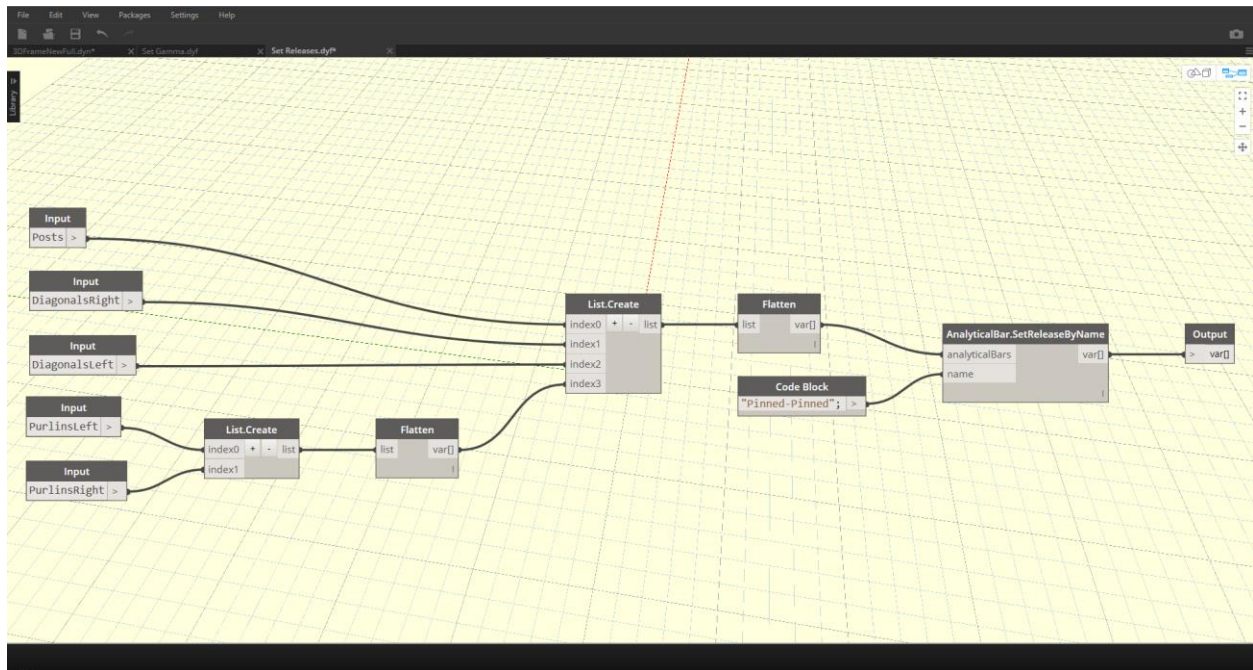 File Edit View Packages Settings Help
3DFrameNewFull.dyn* X Set Gamma.dyf X Set Releases.dyf* X
Library
Input
Posts >
Input
DiagonalsRight >
Input
DiagonalsLeft >
Input
PurlinsLeft >
Input
PurlinsRight >
List.Create
index0 + - list
index1
Flatten
list var[]
l
List.Create
index0 + - list
index1
index2
index3
Flatten
list var[]
l
Code Block
"Pinned-Pinned"; >
AnalyticalBar.SetReleaseByName
analyticalBars var[]
name
l
Output
> var[]